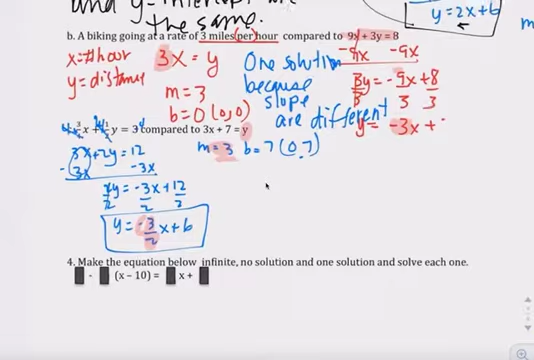 and y-intercept are
the same.
y = 2x + 6
m
b. A biking going at a rate of 3 miles per hour compared to 9x + 3y = 8
-9x -9x
x = # hour
y = distance
3x = y
m = 3
b = 0 (0,0)
One solution
because
slope
are different
3y = -9x + 8
3 3 3
y = -3x +
y = 3 compared to 3x + 7 = y
m = 3 b = 7 (0,7)
3x + 2y = 12
-3x -3x
2y = -3x + 12
2 2 2
y = -3/2 x + 6
4. Make the equation below infinite, no solution and one solution and solve each one.
- (x – 10) = x +